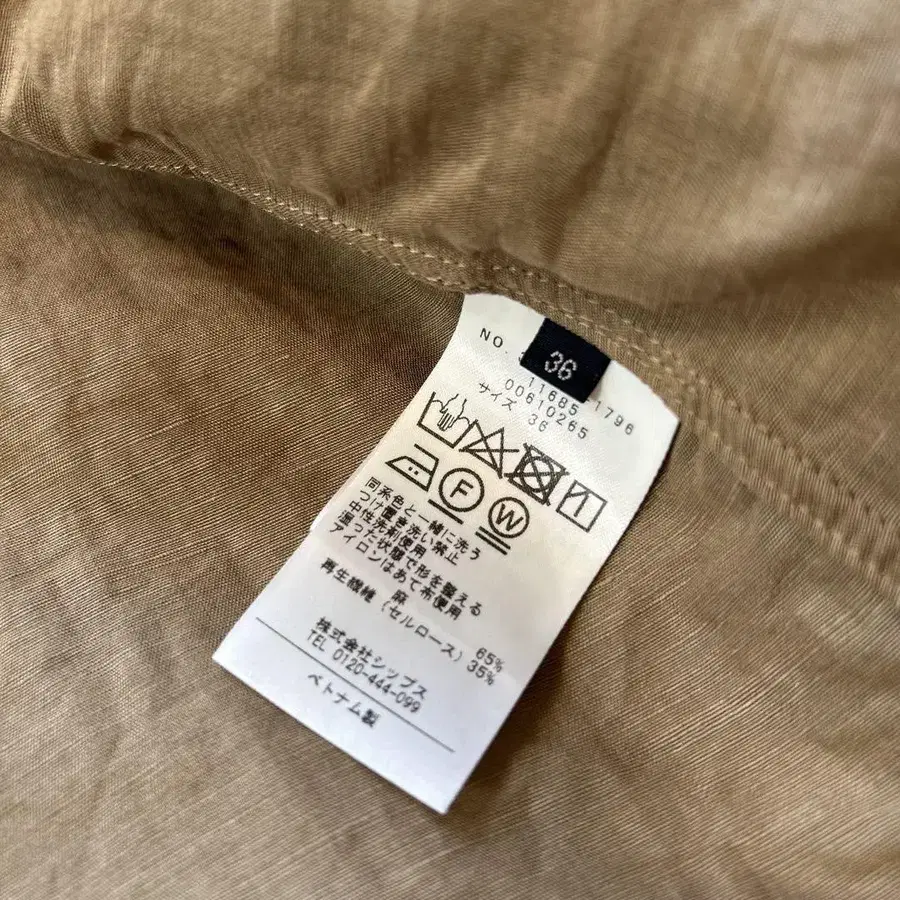 NO.
36
11685-1796
00610265
サイズ 36
F W
同系色と一緒に洗う
つけ置き洗い禁止
中性洗剤使用
湿った状態で形を整える
アイロンはあて布使用
麻 65%
再生繊維 (セルロース) 35%
株式会社シップス
TEL 0120-444-099
ベトナム製